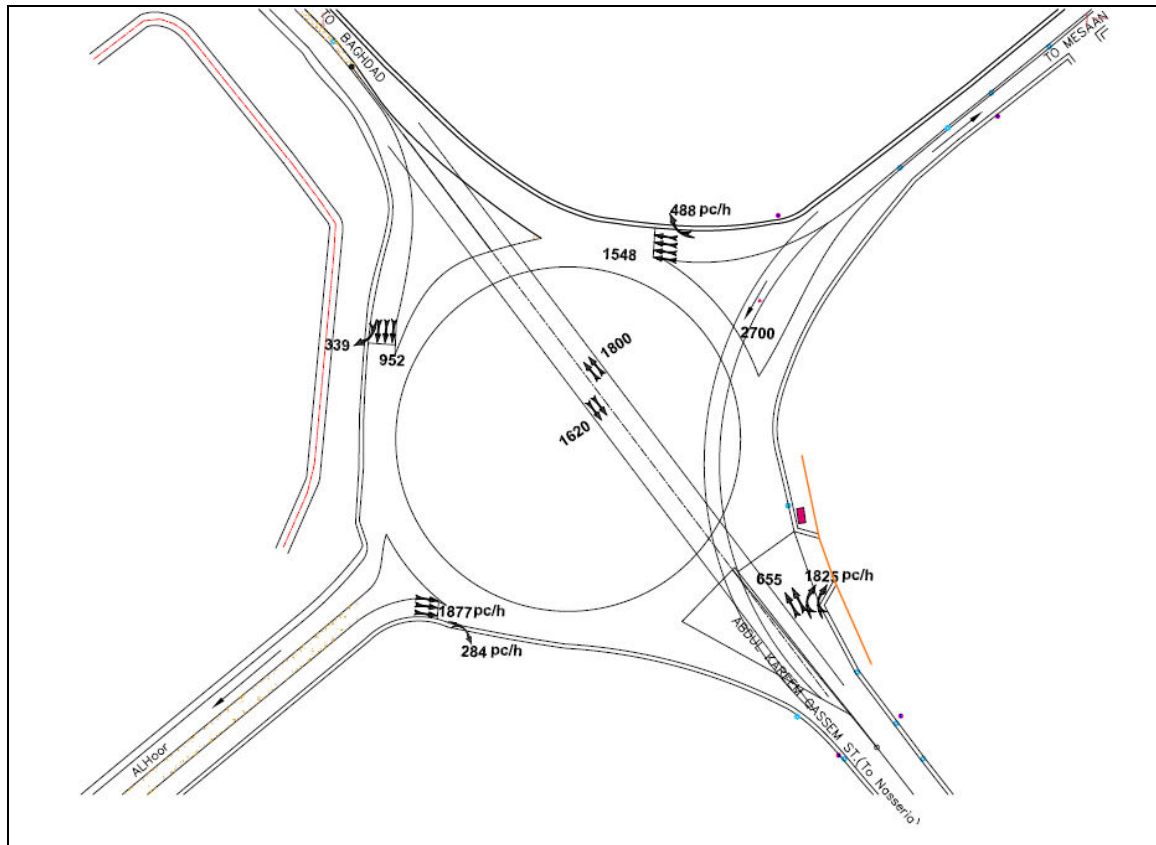 TO BAGHDAD
TO MESAAN
488 pc/h
1548
2700
339
952
1800
1620
655
1825 pc/h
1877 pc/h
284 pc/h
ABDUL KAREEM QASSEM ST.(To Nasseria)
ALHoor